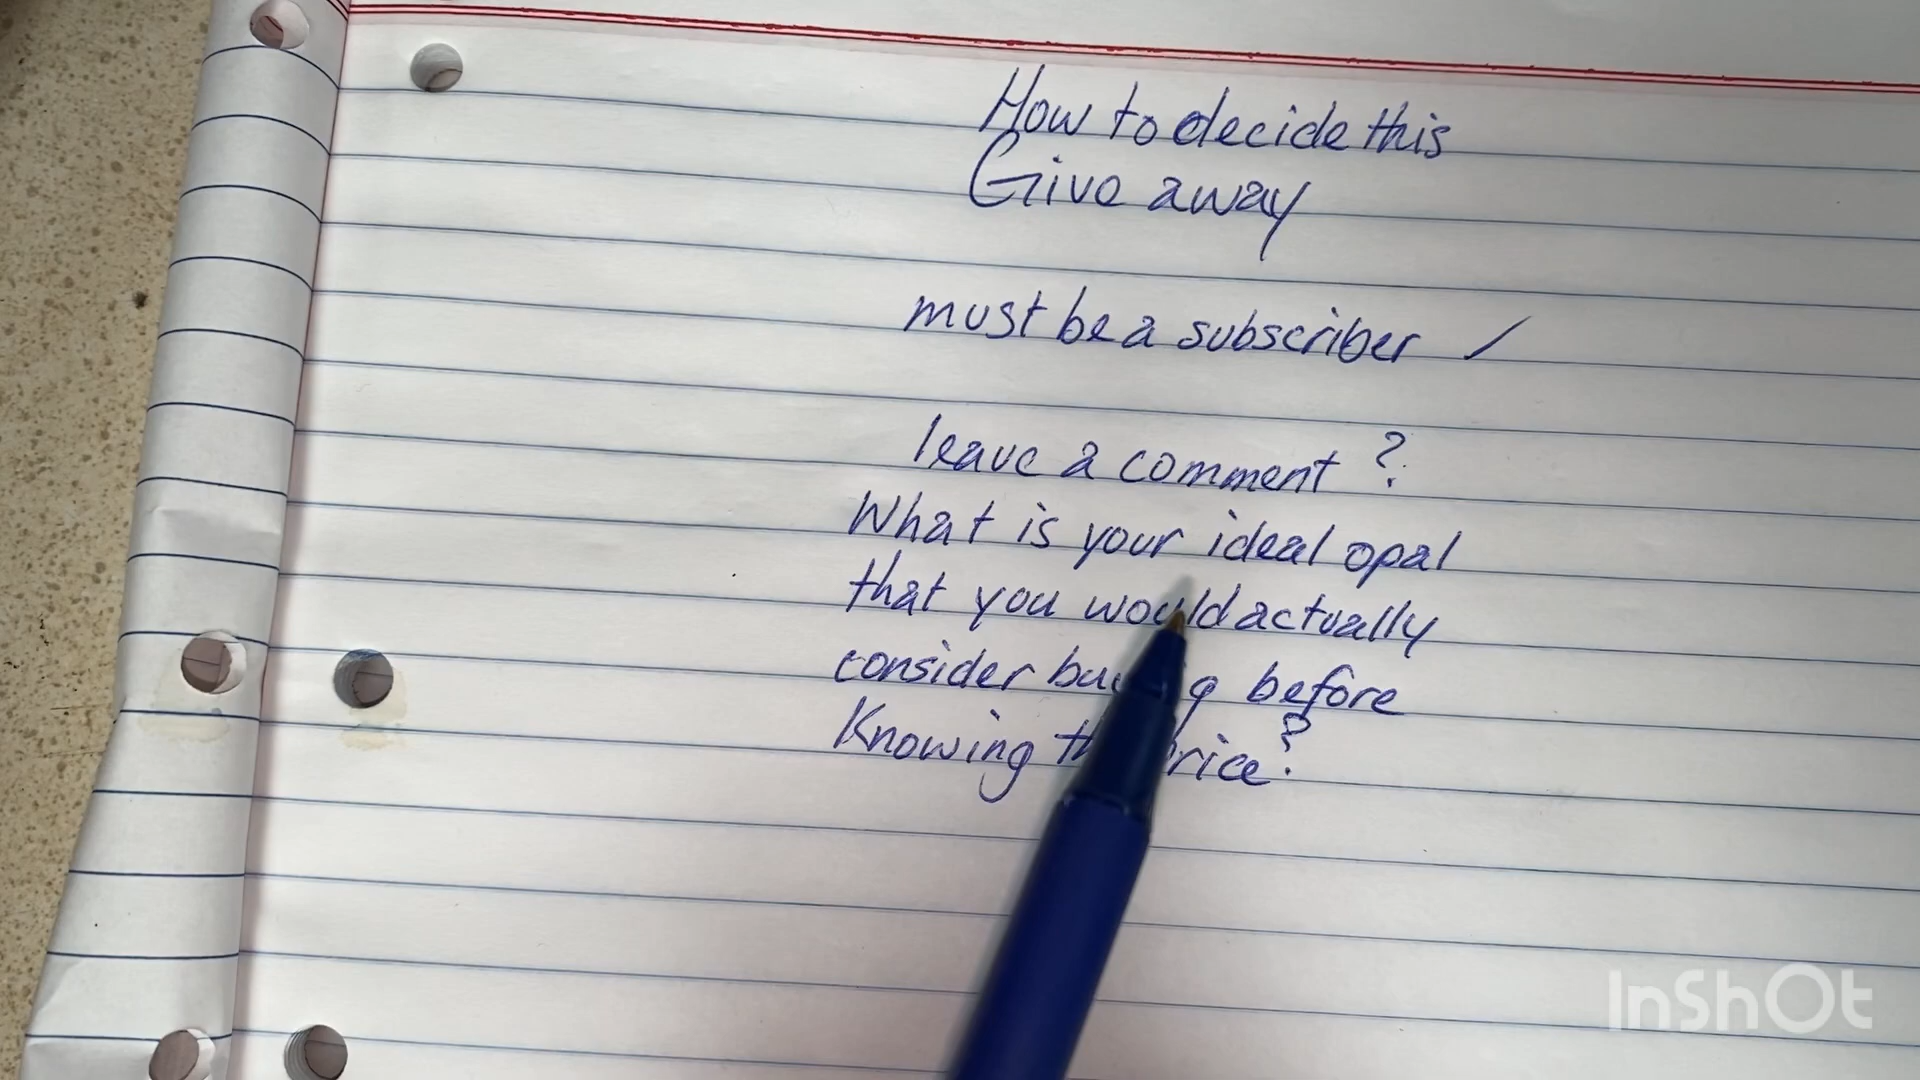 How to decide this
Give away
must be a subscriber
leave a comment ?
What is your ideal opal
that you would actually
consider before
Knowing price?
InShOt